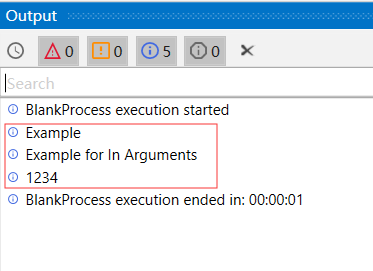 Output
0 0 5 0
Search
BlankProcess execution started
Example
Example for In Arguments
1234
BlankProcess execution ended in: 00:00:01